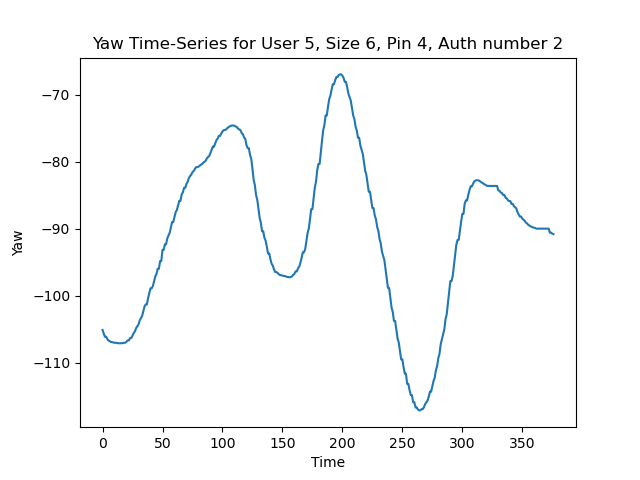 Yaw Time-Series for User 5, Size 6, Pin 4, Auth number 2
−70
−80
−90
−100
−110
Yaw
0 50 100 150 200 250 300 350
Time